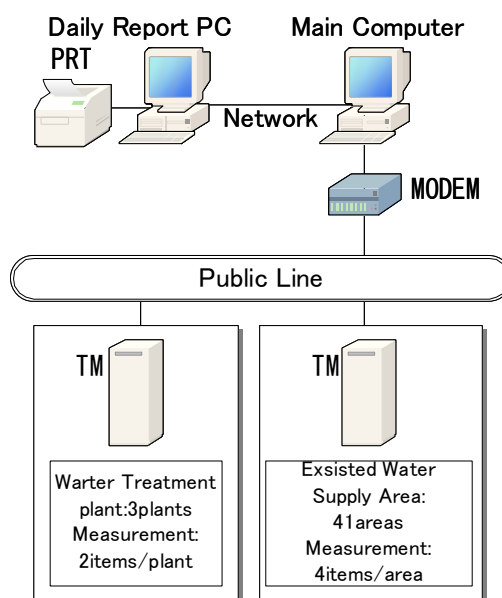 Daily Report PC
Main Computer
PRT
Network
MODEM
Public Line
TM
Warter Treatment
plant:3plants
Measurement:
2items/plant
TM
Exsisted Water
Supply Area:
41areas
Measurement:
4items/area